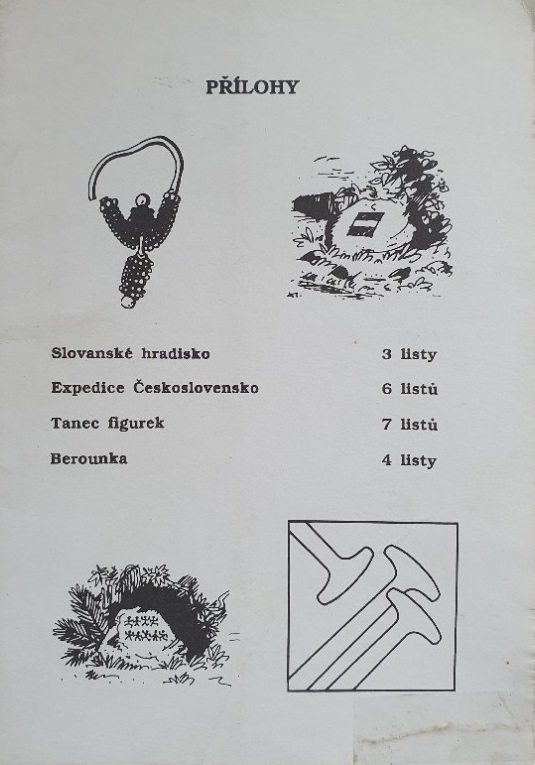 PŘÍLOHY
Slovanské hradisko 3 listy
Expedice Československo 6 listů
Tanec figurek 7 listů
Berounka 4 listy